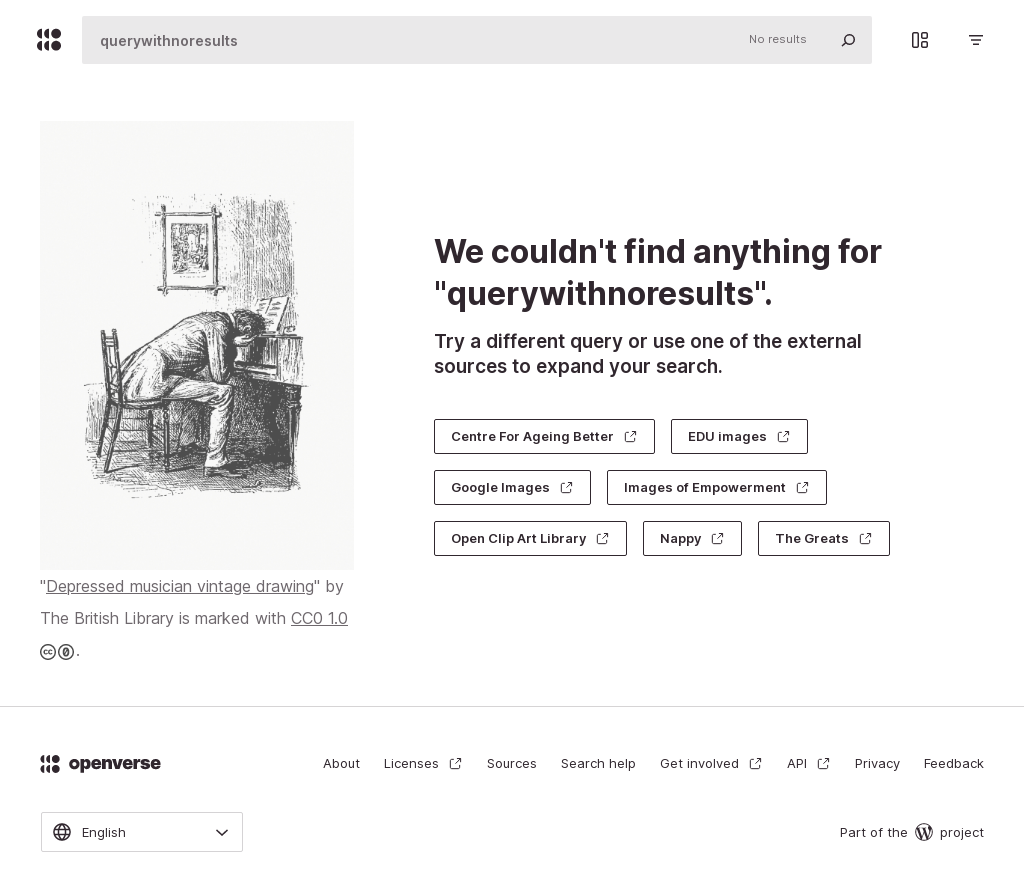 querywithnoresults
No results
We couldn't find anything for
"querywithnoresults".
Try a different query or use one of the external
sources to expand your search.
Centre For Ageing Better
EDU images
Google Images
Images of Empowerment
Open Clip Art Library
Nappy
The Greats
"Depressed musician vintage drawing" by
The British Library is marked with CC0 1.0
.
openverse
About
Licenses
Sources
Search help
Get involved
API
Privacy
Feedback
English
Part of the
project